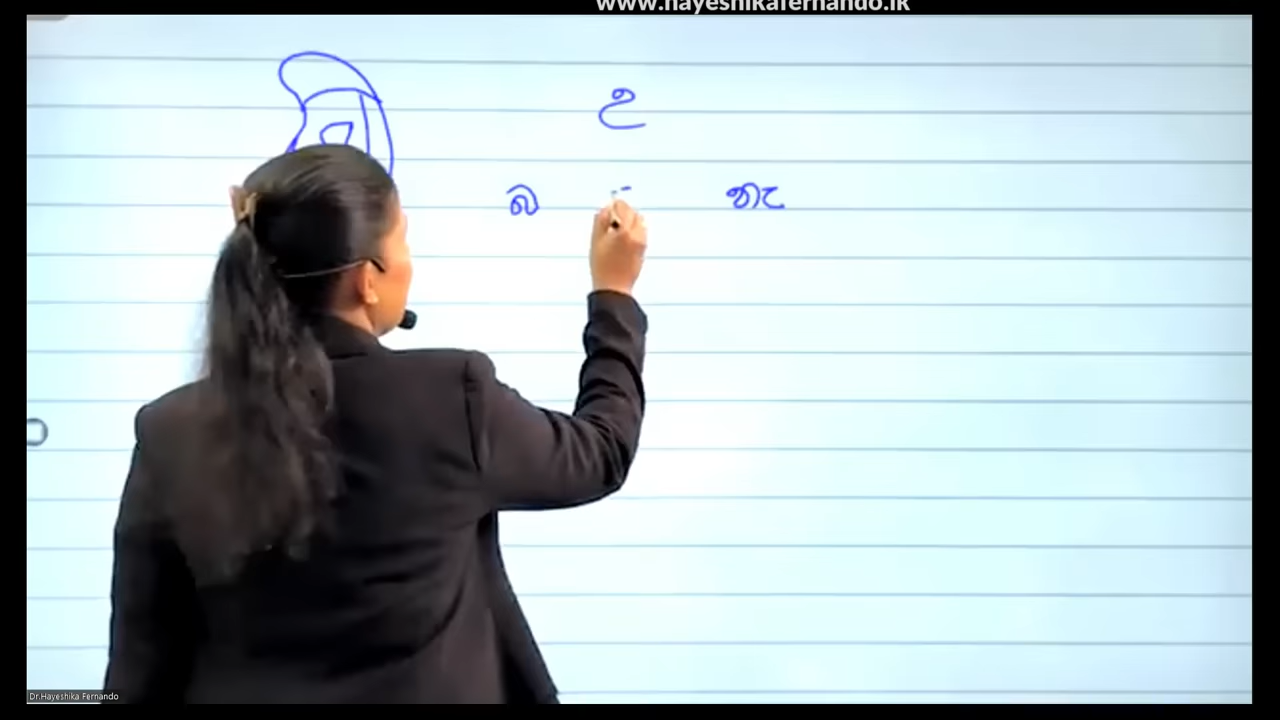 www.hayeshikafernando.lk
උ
බ - නැ
Dr.Hayeshika Fernando